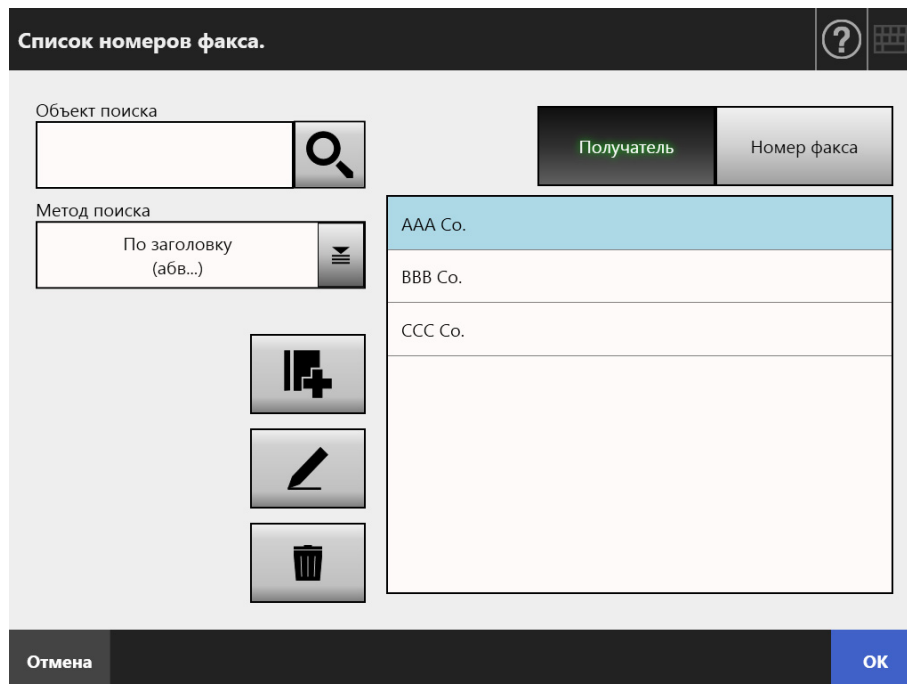 Список номеров факса.
Объект поиска
Получатель
Номер факса
Метод поиска
По заголовку
(абв...)
AAA Co.
BBB Co.
CCC Co.
Отмена
OK